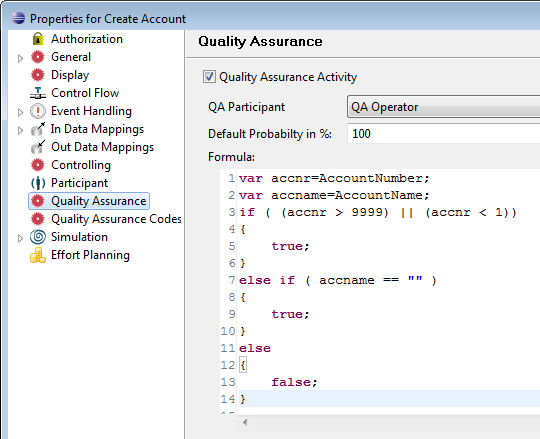 Properties for Create Account
Authorization
General
Display
Control Flow
Event Handling
In Data Mappings
Out Data Mappings
Controlling
Participant
Quality Assurance
Quality Assurance Codes
Simulation
Effort Planning
Quality Assurance
Quality Assurance Activity
QA Participant QA Operator
Default Probabilty in %: 100
Formula:
1 var accnr=AccountNumber;
2 var accname=AccountName;
3 if ( (accnr > 9999) || (accnr < 1))
4 {
5 true;
6 }
7 else if ( accname == "" )
8 {
9 true;
10 }
11 else
12 {
13 false;
14 }
15